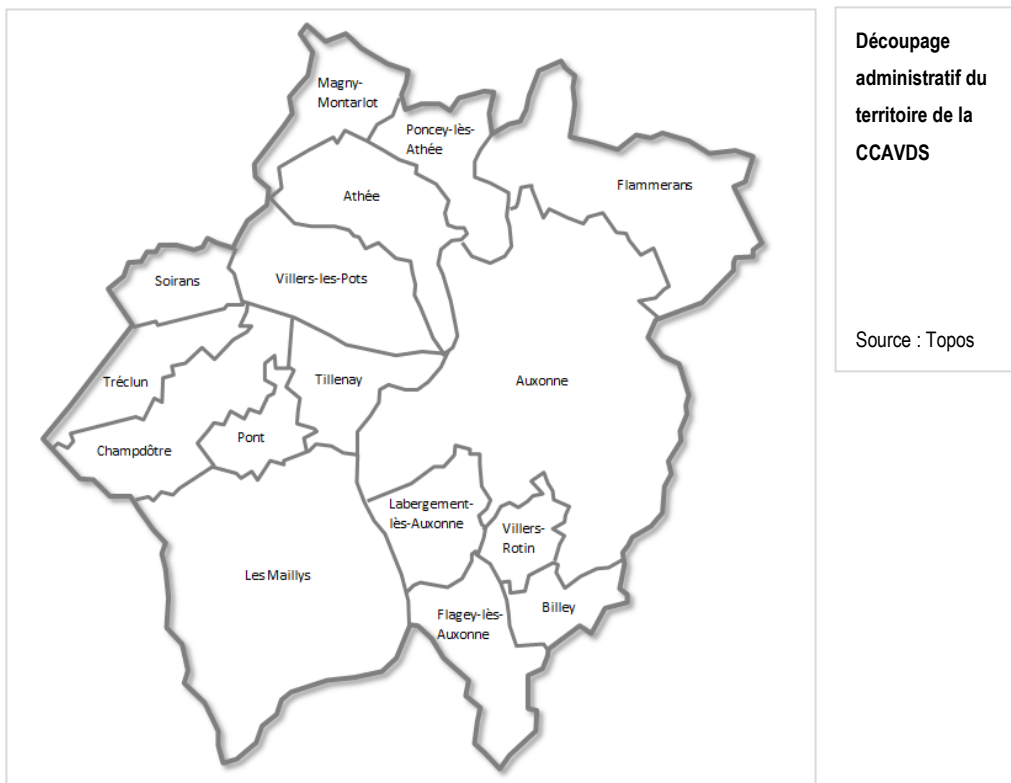 Magny-
Montarlot
Poncey-lès-
Athée
Flammerans
Athée
Soirans
Villers-les-Pots
Tréclun
Tillenay
Auxonne
Champdôtre
Pont
Labergement-
lès-Auxonne
Villers-
Rotin
Les Maillys
Flagey-lès-
Auxonne
Billey
Découpage
administratif du
territoire de la
CCAVDS
Source : Topos